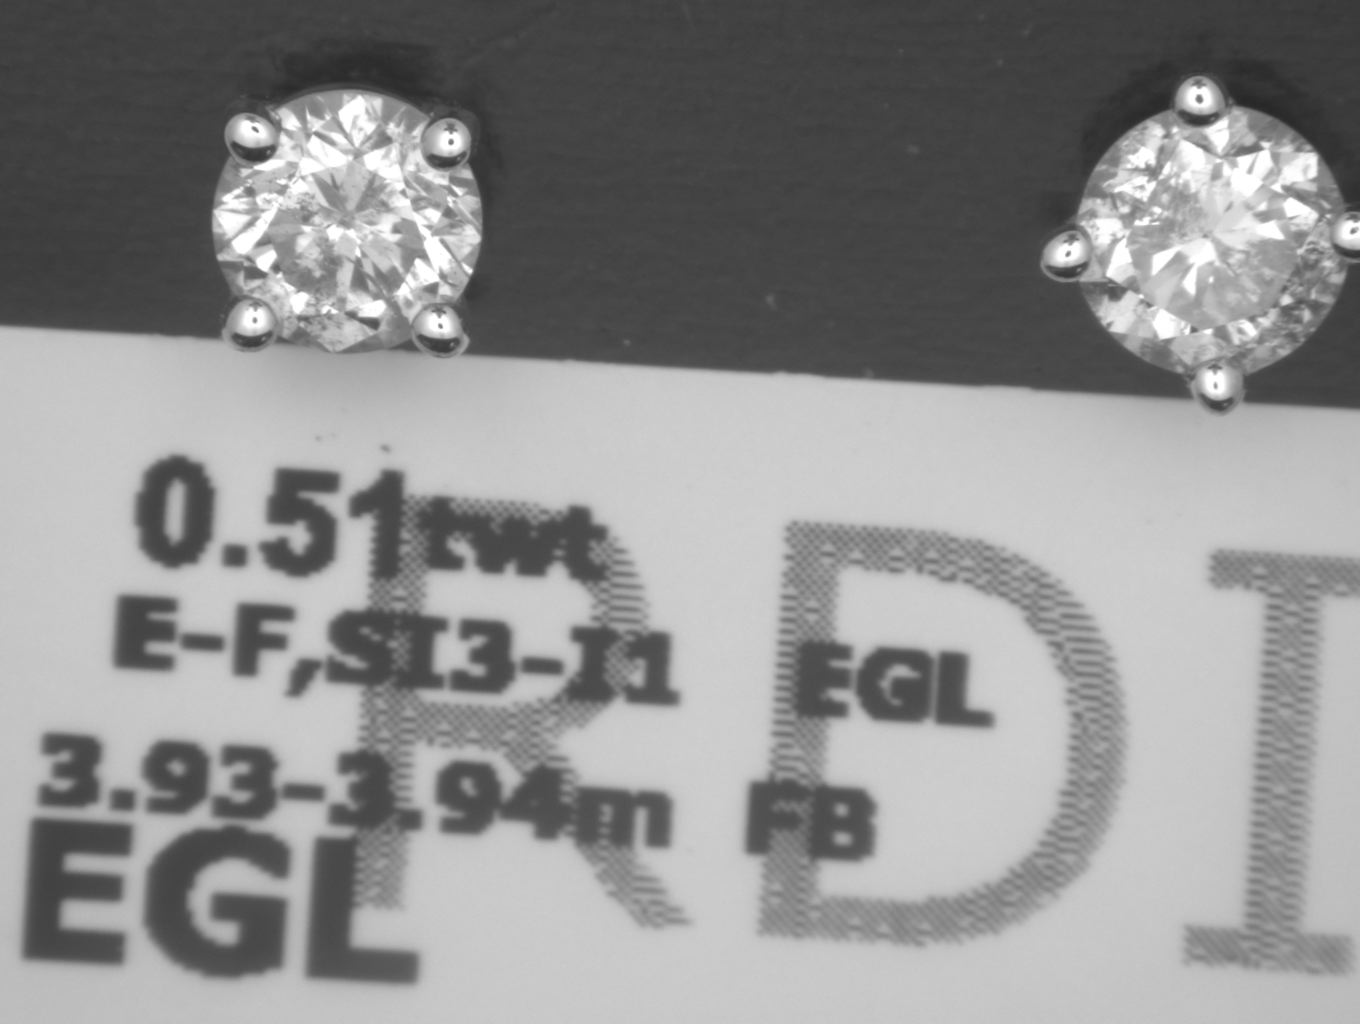 0.51twt
E-F,SI3-I1 EGL
3.93-3.94m FB
EGL
RDI